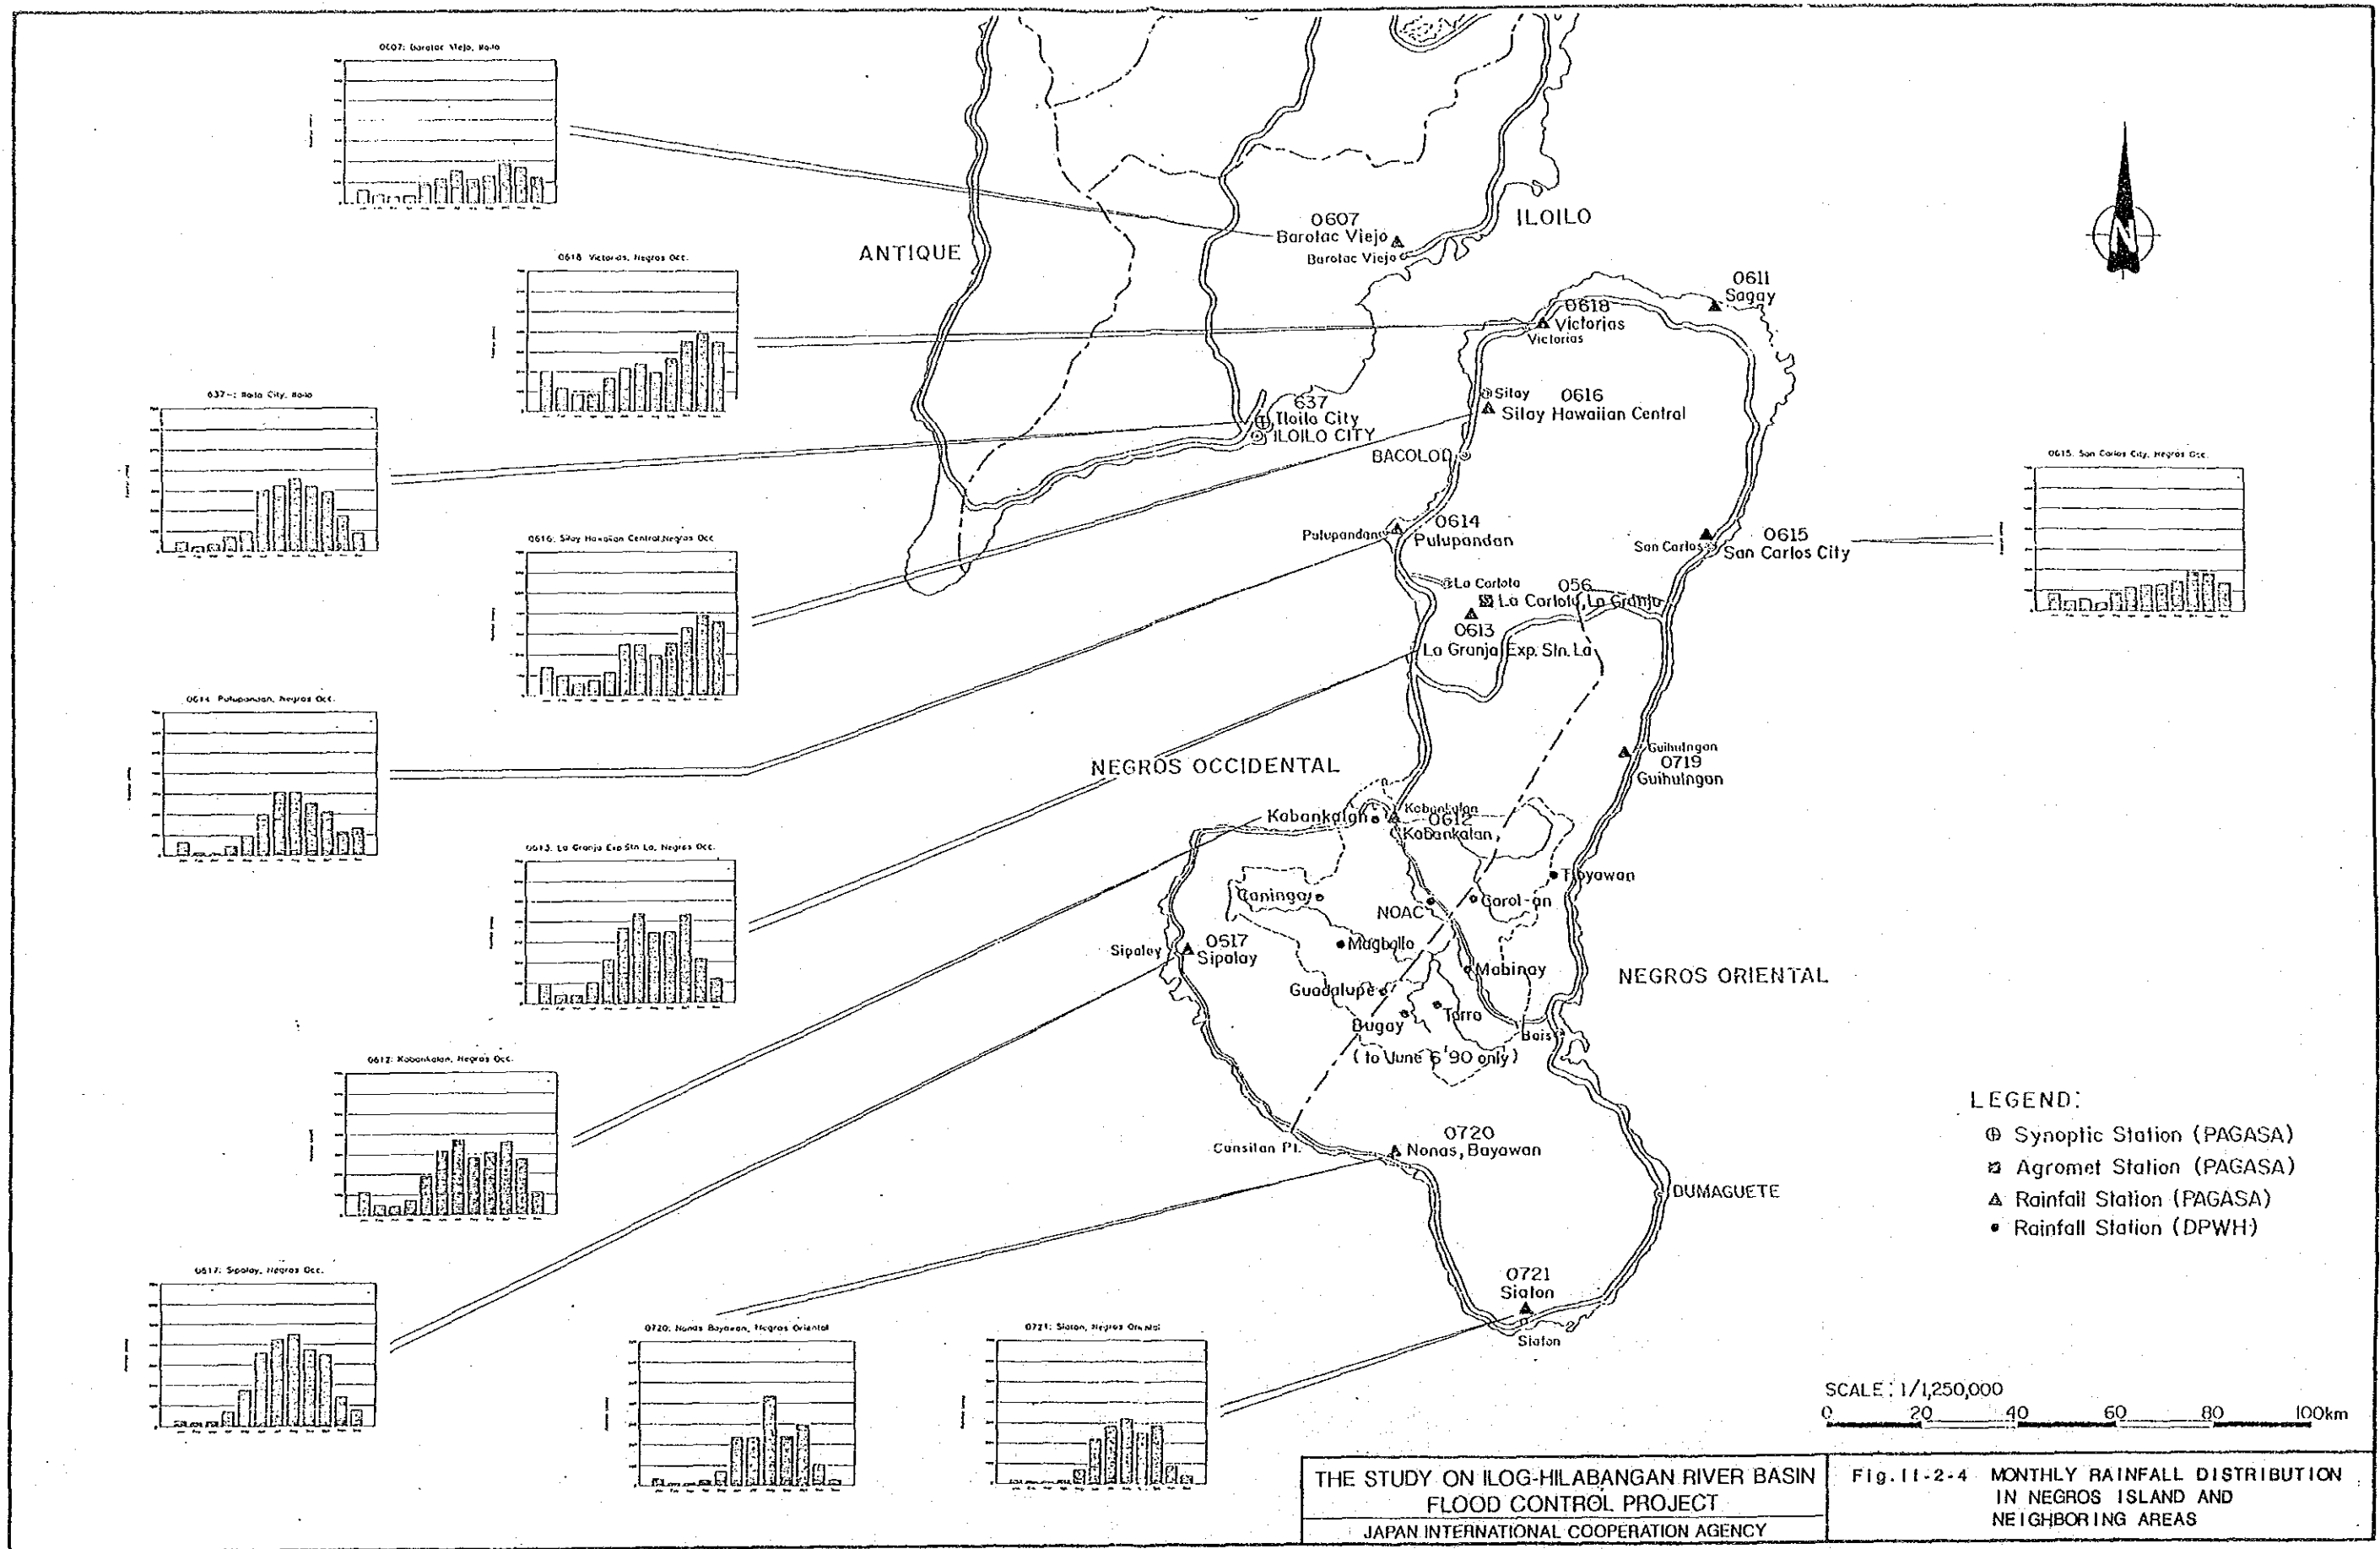 0607: Barotac Viejo, Iloilo
0618 Victorias, Negros Occ.
637-: Iloilo City, Iloilo
0616: Silay Hawaiian Central, Negros Occ
0614 Pulupandan, Negros Occ.
0613. La Granja Exp Stn La, Negros Occ.
0612: Kabankalan, Negros Occ.
0617: Sipalay, Negros Occ.
0720: Nonas Bayawan, Negros Oriental
0721: Siaton, Negros Oriental
0615. San Carlos City, Negros Occ.
ANTIQUE
ILOILO
0607
Barotac Viejo
Barotac Viejo
0611
Sagay
0618
Victorias
Victorias
Silay
0616
Silay Hawaiian Central
637
Iloilo City
ILOILO CITY
BACOLOD
0614
Pulupandan
Pulupandan
San Carlos
0615
San Carlos City
La Carlota
056
La Carlota, La Granja
0613
La Granja Exp. Stn. La
NEGROS OCCIDENTAL
Guihulngan
0719
Guihulngan
Kabankalan
Kabankalan
0612
Kabankalan
Tiyawan
Caningay
NOAC
Carol-an
Sipaley
0617
Sipalay
Magballo
Mabinay
NEGROS ORIENTAL
Guadalupe
Tarra
Bugay
Bais
(to June 6'90 only)
Cansilan Pt.
0720
Nonas, Bayawan
DUMAGUETE
0721
Siaton
Siaton
N
LEGEND:
Synoptic Station (PAGASA)
Agromet Station (PAGASA)
Rainfall Station (PAGASA)
Rainfall Station (DPWH)
SCALE: 1/1,250,000
0 20 40 60 80 100km
THE STUDY ON ILOG-HILABANGAN RIVER BASIN
FLOOD CONTROL PROJECT
JAPAN INTERNATIONAL COOPERATION AGENCY
Fig.II-2-4 MONTHLY RAINFALL DISTRIBUTION
IN NEGROS ISLAND AND
NEIGHBORING AREAS